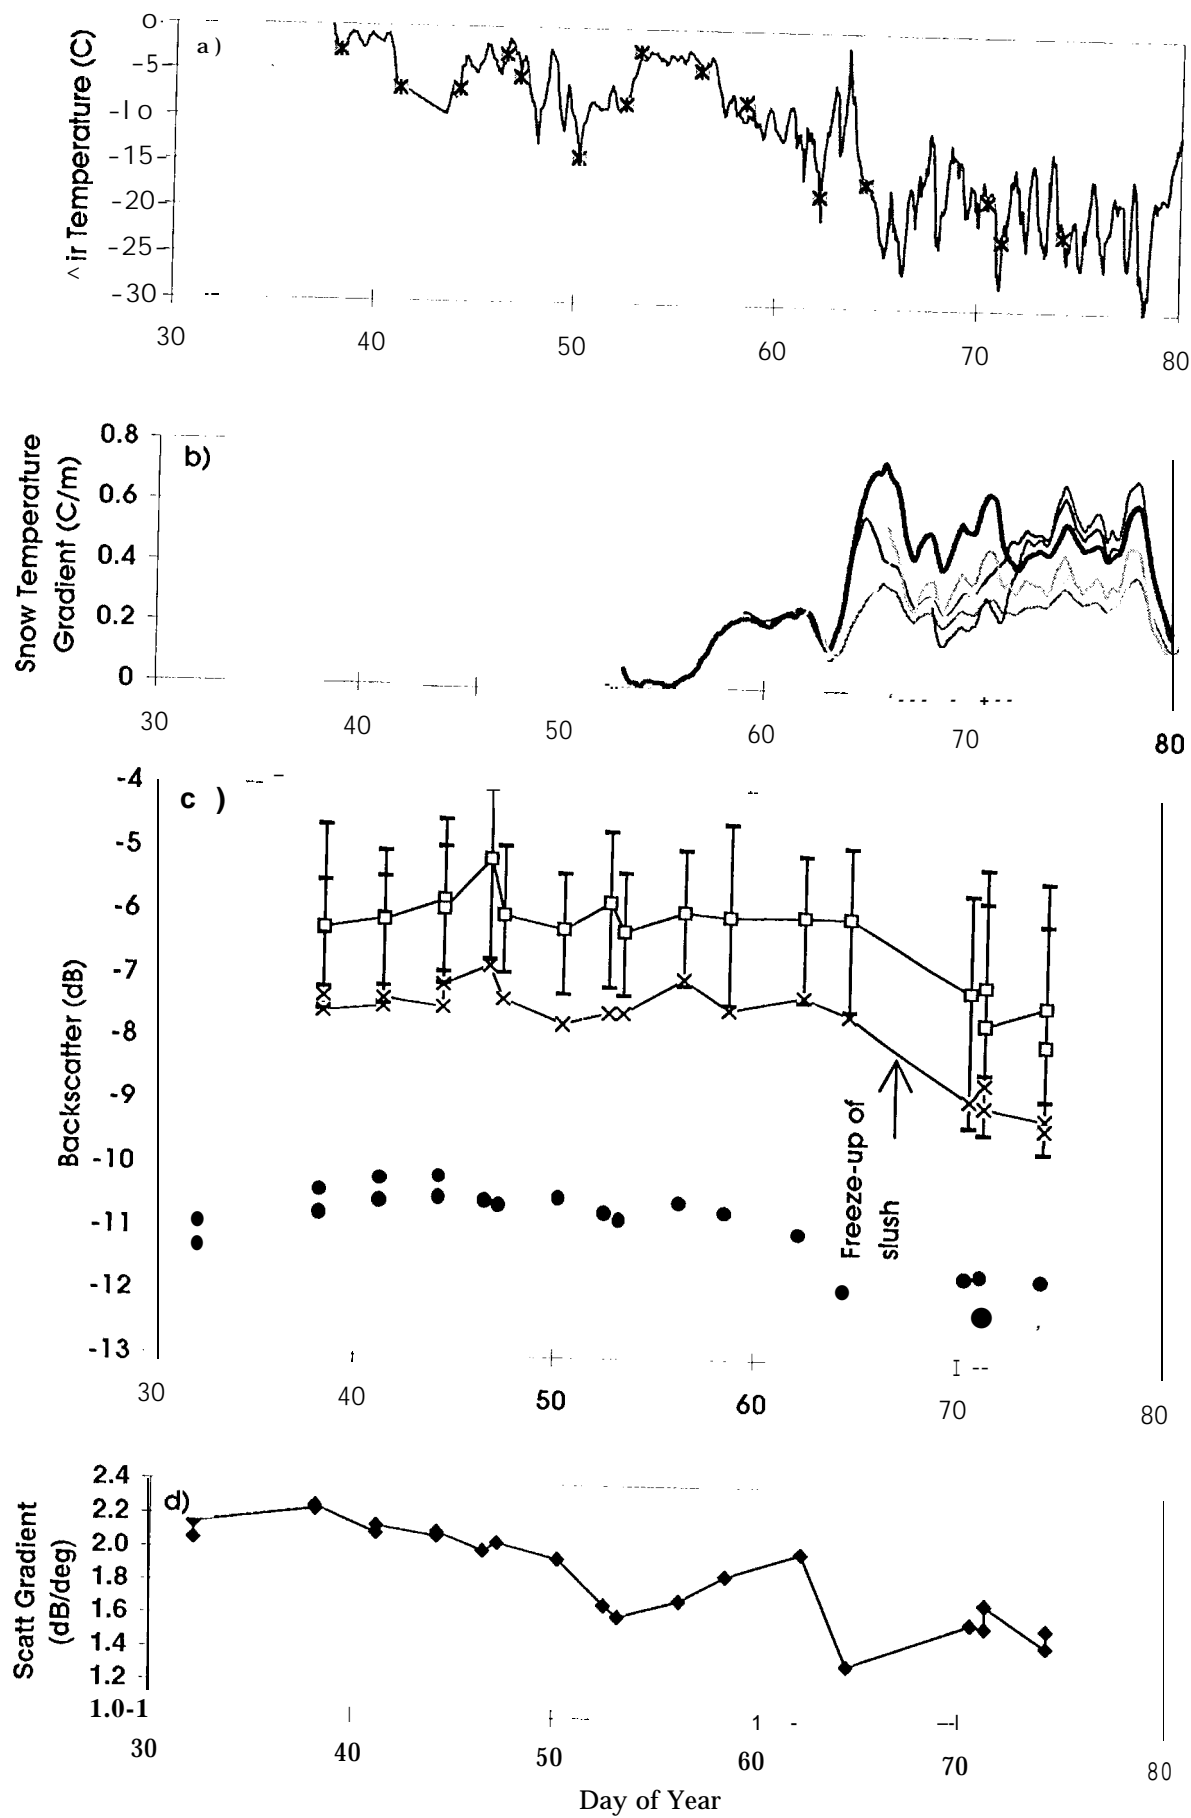 a)
^ir Temperature (C)
0
-5
-10
-15
-20
-25
-30
30 40 50 60 70 80
b)
Snow Temperature
Gradient (C/m)
0.8
0.6
0.4
0.2
0
30 40 50 60 70 80
c )
Backscatter (dB)
-4
-5
-6
-7
-8
-9
-10
-11
-12
-13
Freeze-up of
slush
30 40 50 60 70 80
d)
Scatt Gradient
(dB/deg)
2.4
2.2
2.0
1.8
1.6
1.4
1.2
1.0-1
30 40 50 60 70 80
Day of Year